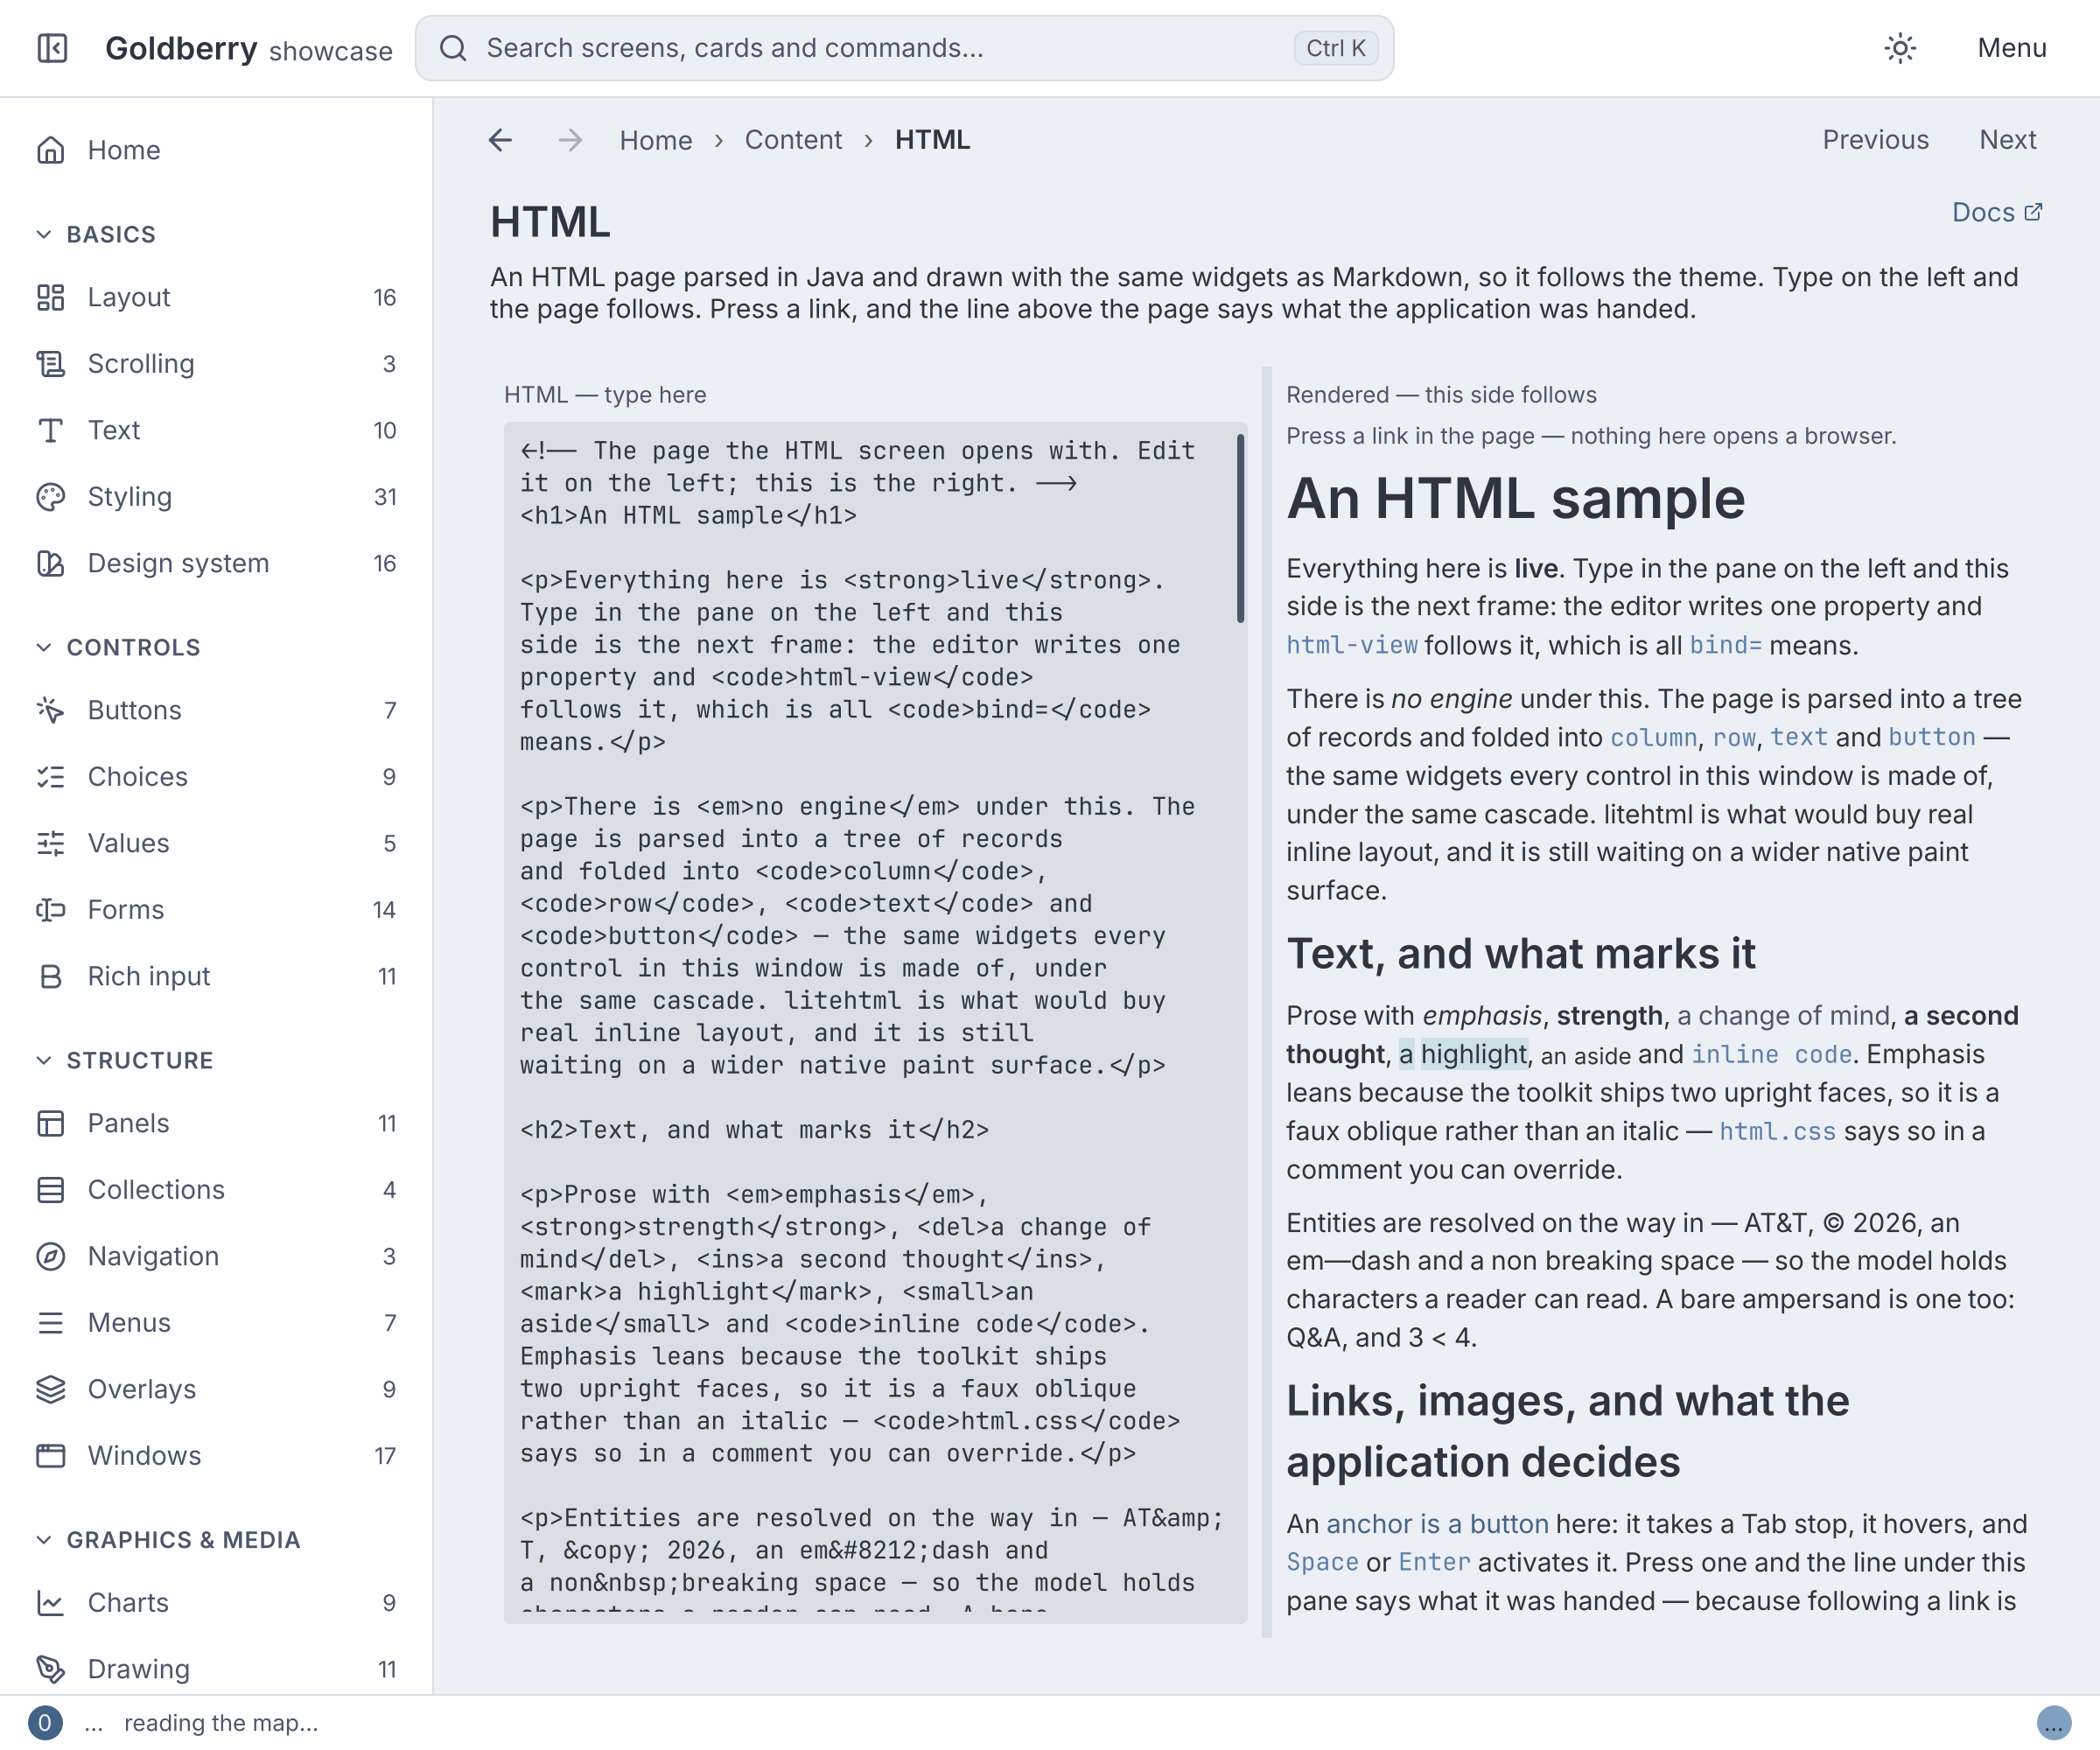 Goldberry showcase
Search screens, cards and commands...
Ctrl K
Menu
Home
BASICS
Layout 16
Scrolling 3
Text 10
Styling 31
Design system 16
CONTROLS
Buttons 7
Choices 9
Values 5
Forms 14
Rich input 11
STRUCTURE
Panels 11
Collections 4
Navigation 3
Menus 7
Overlays 9
Windows 17
GRAPHICS & MEDIA
Charts 9
Drawing 11
Home › Content › HTML
Previous Next
HTML
Docs
An HTML page parsed in Java and drawn with the same widgets as Markdown, so it follows the theme. Type on the left and
the page follows. Press a link, and the line above the page says what the application was handed.
HTML — type here
<!-- The page the HTML screen opens with. Edit
it on the left; this is the right. -->
<h1>An HTML sample</h1>
<p>Everything here is <strong>live</strong>.
Type in the pane on the left and this
side is the next frame: the editor writes one
property and <code>html-view</code>
follows it, which is all <code>bind=</code>
means.</p>
<p>There is <em>no engine</em> under this. The
page is parsed into a tree of records
and folded into <code>column</code>,
<code>row</code>, <code>text</code> and
<code>button</code> — the same widgets every
control in this window is made of, under
the same cascade. litehtml is what would buy
real inline layout, and it is still
waiting on a wider native paint surface.</p>
<h2>Text, and what marks it</h2>
<p>Prose with <em>emphasis</em>,
<strong>strength</strong>, <del>a change of
mind</del>, <ins>a second thought</ins>,
<mark>a highlight</mark>, <small>an
aside</small> and <code>inline code</code>.
Emphasis leans because the toolkit ships
two upright faces, so it is a faux oblique
rather than an italic — <code>html.css</code>
says so in a comment you can override.</p>
<p>Entities are resolved on the way in — AT&amp;
T, &copy; 2026, an em&#8212;dash and
a non&nbsp;breaking space — so the model holds
Rendered — this side follows
Press a link in the page — nothing here opens a browser.
An HTML sample
Everything here is live. Type in the pane on the left and this
side is the next frame: the editor writes one property and
html-view follows it, which is all bind= means.
There is no engine under this. The page is parsed into a tree
of records and folded into column, row, text and button —
the same widgets every control in this window is made of,
under the same cascade. litehtml is what would buy real
inline layout, and it is still waiting on a wider native paint
surface.
Text, and what marks it
Prose with emphasis, strength, a change of mind, a second
thought, a highlight, an aside and inline code. Emphasis
leans because the toolkit ships two upright faces, so it is a
faux oblique rather than an italic — html.css says so in a
comment you can override.
Entities are resolved on the way in — AT&T, © 2026, an
em—dash and a non breaking space — so the model holds
characters a reader can read. A bare ampersand is one too:
Q&A, and 3 < 4.
Links, images, and what the
application decides
An anchor is a button here: it takes a Tab stop, it hovers, and
Space or Enter activates it. Press one and the line under this
pane says what it was handed — because following a link is
0 ... reading the map...
...